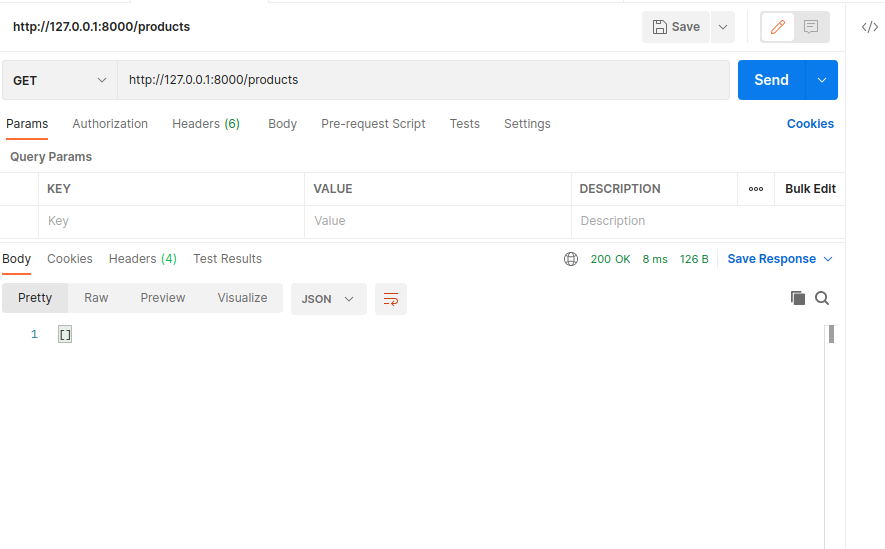 http://127.0.0.1:8000/products Save
GET http://127.0.0.1:8000/products Send
Params Authorization Headers (6) Body Pre-request Script Tests Settings Cookies
Query Params
KEY VALUE DESCRIPTION ooo Bulk Edit
Key Value Description
Body Cookies Headers (4) Test Results 200 OK 8 ms 126 B Save Response
Pretty Raw Preview Visualize JSON
1 []